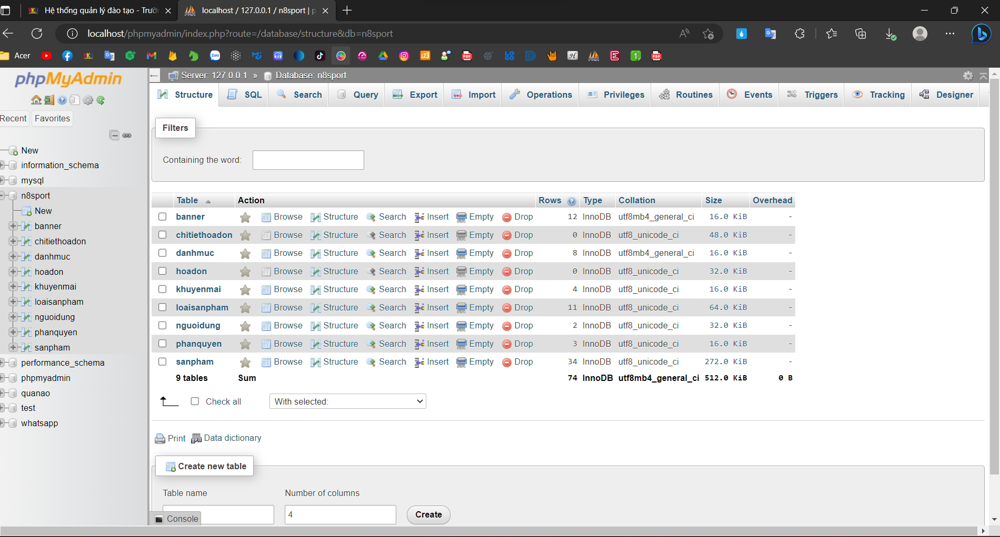 Hệ thống quản lý đào tạo - Trườ
localhost / 127.0.0.1 / n8sport | p
localhost/phpmyadmin/index.php?route=/database/structure&db=n8sport
Acer
phpMyAdmin
Recent Favorites
New
information_schema
mysql
n8sport
New
banner
chitiethoadon
danhmuc
hoadon
khuyenmai
loaisanpham
nguoidung
phanquyen
sanpham
performance_schema
phpmyadmin
quanao
test
whatsapp
Server: 127.0.0.1 » Database: n8sport
Structure SQL Search Query Export Import Operations Privileges Routines Events Triggers Tracking Designer
Filters
Containing the word:
Table Action Rows Type Collation Size Overhead
banner Browse Structure Search Insert Empty Drop 12 InnoDB utf8mb4_general_ci 16.0 KiB -
chitiethoadon Browse Structure Search Insert Empty Drop 0 InnoDB utf8_unicode_ci 48.0 KiB -
danhmuc Browse Structure Search Insert Empty Drop 8 InnoDB utf8mb4_general_ci 16.0 KiB -
hoadon Browse Structure Search Insert Empty Drop 0 InnoDB utf8_unicode_ci 32.0 KiB -
khuyenmai Browse Structure Search Insert Empty Drop 4 InnoDB utf8_unicode_ci 16.0 KiB -
loaisanpham Browse Structure Search Insert Empty Drop 11 InnoDB utf8_unicode_ci 64.0 KiB -
nguoidung Browse Structure Search Insert Empty Drop 2 InnoDB utf8_unicode_ci 32.0 KiB -
phanquyen Browse Structure Search Insert Empty Drop 3 InnoDB utf8_unicode_ci 16.0 KiB -
sanpham Browse Structure Search Insert Empty Drop 34 InnoDB utf8_unicode_ci 272.0 KiB -
9 tables Sum 74 InnoDB utf8mb4_general_ci 512.0 KiB 0 B
Check all With selected:
Print Data dictionary
Create new table
Table name Number of columns
4 Create
Console